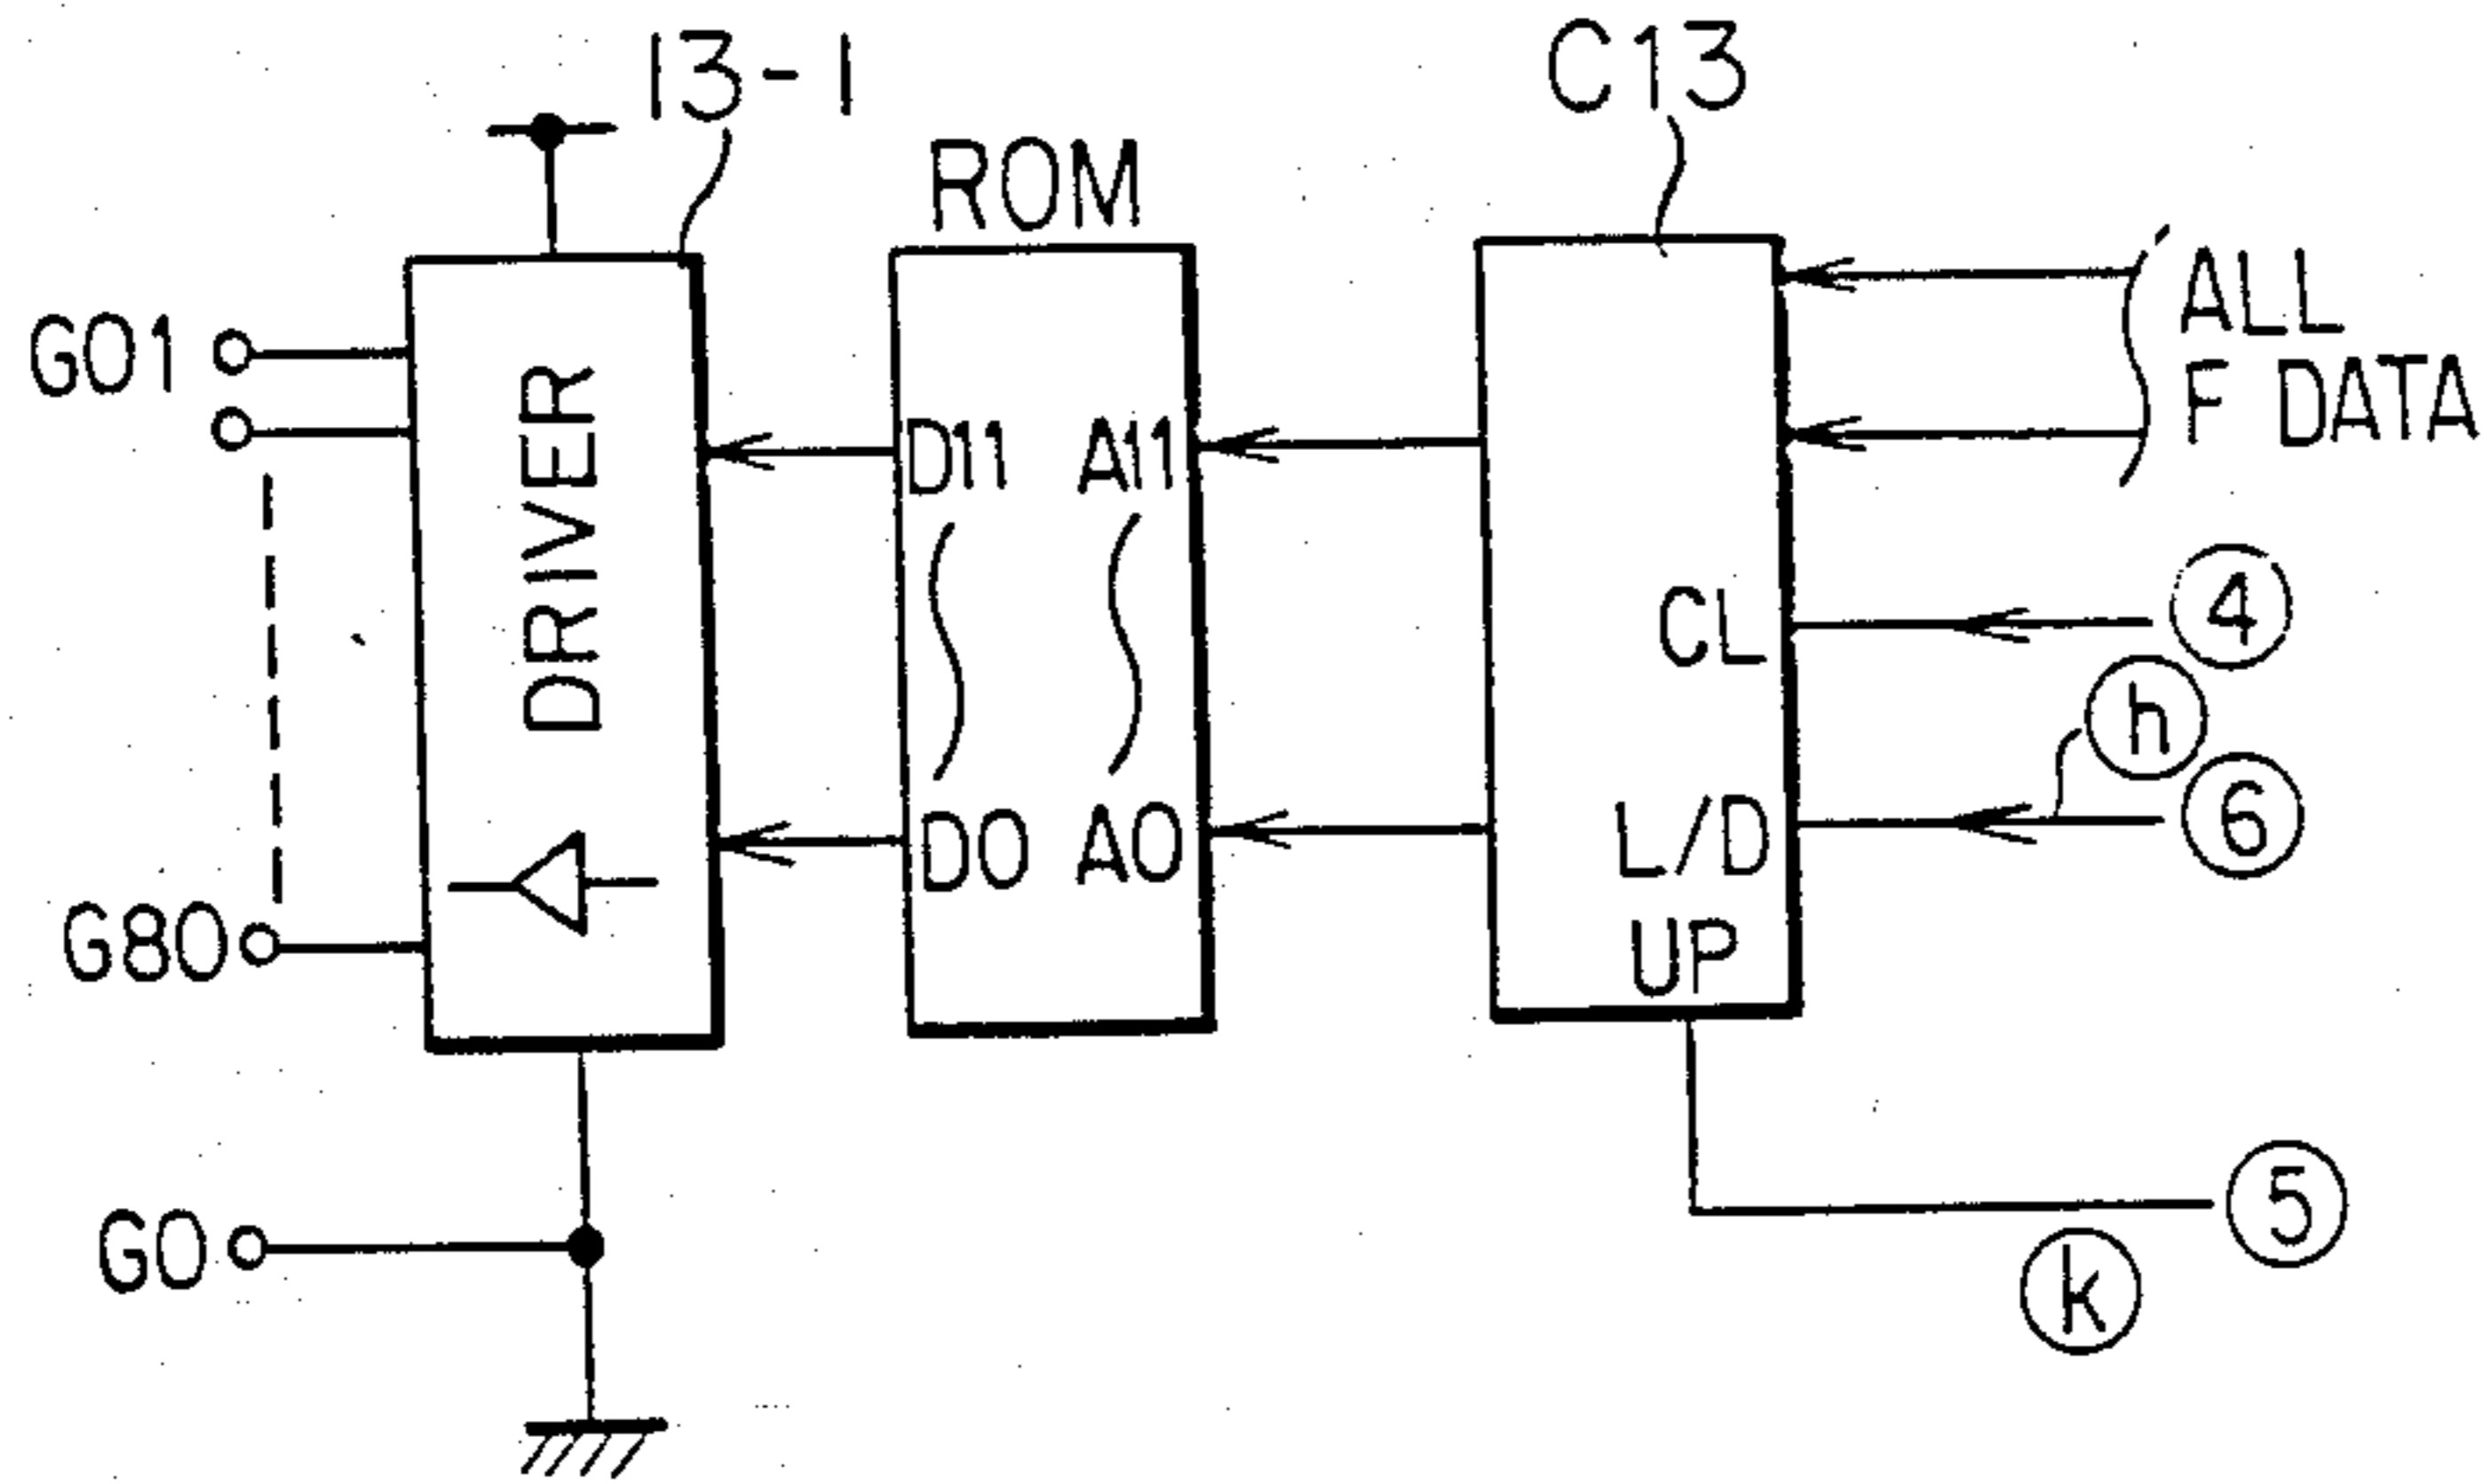 13-1
C13
ROM
ALL
F DATA
G01
DRIVER
D11
A11
CL
4
h
L/D
6
D0
A0
G80
UP
5
G0
k